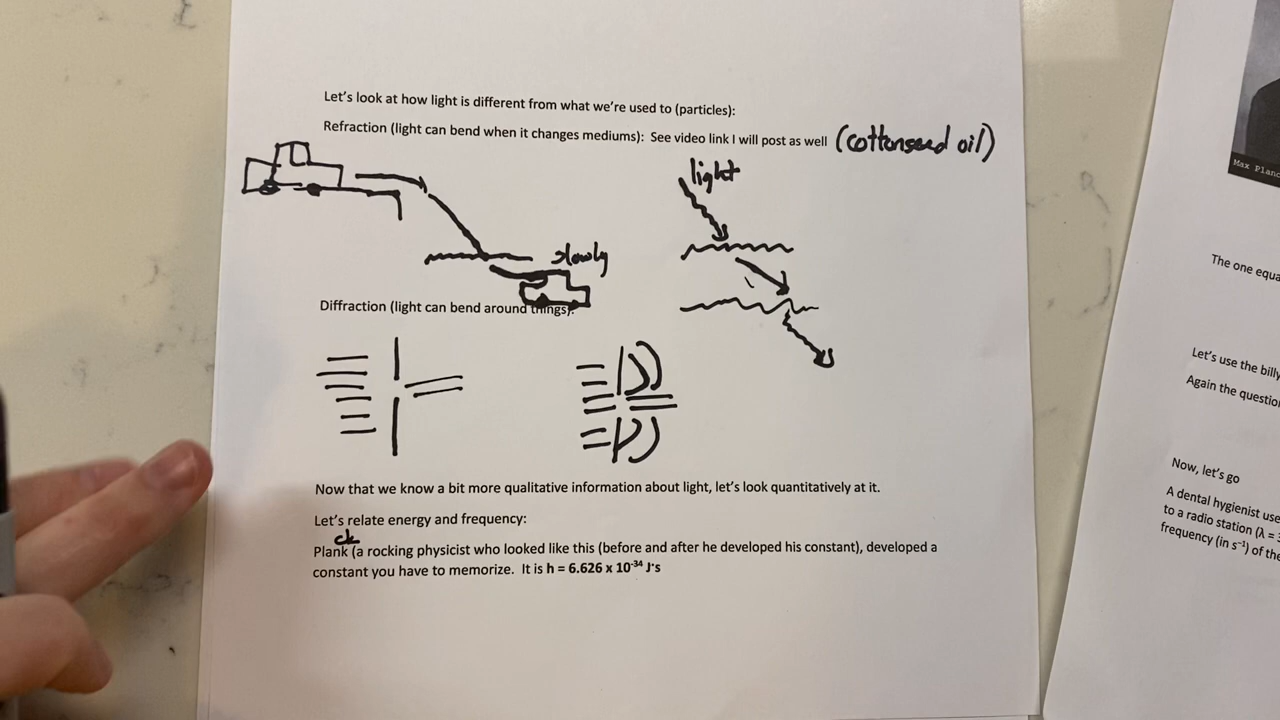 Let's look at how light is different from what we're used to (particles):
Refraction (light can bend when it changes mediums): See video link I will post as well (cottonseed oil)
light
slowly
Diffraction (light can bend around things):
Now that we know a bit more qualitative information about light, let's look quantitatively at it.
Let's relate energy and frequency:
ck
Plank (a rocking physicist who looked like this (before and after he developed his constant), developed a
constant you have to memorize. It is h = 6.626 x 10⁻³⁴ J·s
Max Planc
The one equa
Let's use the billy
Again the question
Now, let's go
A dental hygienist use
to a radio station (λ = 3
frequency (in s⁻¹) of the